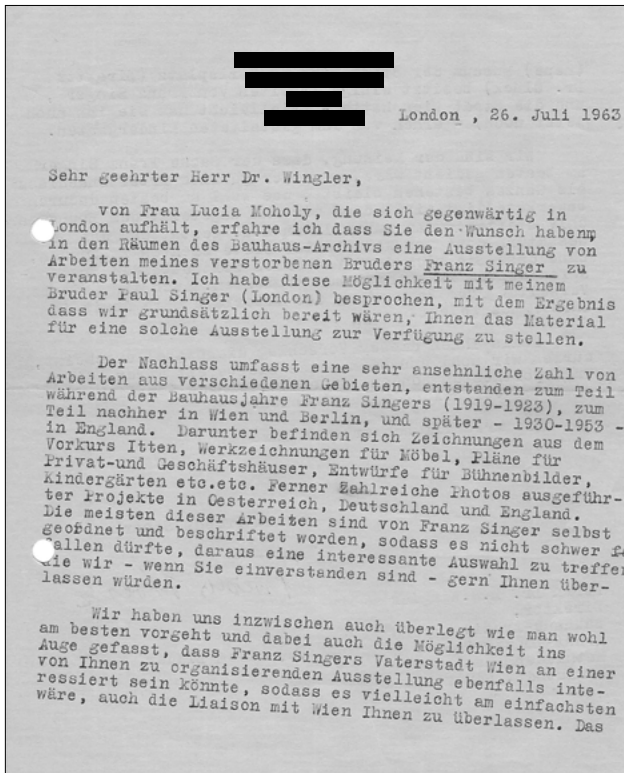 London , 26. Juli 1963
Sehr geehrter Herr Dr. Wingler,
von Frau Lucia Moholy, die sich gegenwärtig in
London aufhält, erfahre ich dass Sie den Wunsch haben,
in den Räumen des Bauhaus-Archivs eine Ausstellung von
Arbeiten meines verstorbenen Bruders Franz Singer zu
veranstalten. Ich habe diese Möglichkeit mit meinem
Bruder Paul Singer (London) besprochen, mit dem Ergebnis
dass wir grundsätzlich bereit wären, Ihnen das Material
für eine solche Ausstellung zur Verfügung zu stellen.
Der Nachlass umfasst eine sehr ansehnliche Zahl von
Arbeiten aus verschiedenen Gebieten, entstanden zum Teil
während der Bauhausjahre Franz Singers (1919-1923), zum
Teil nachher in Wien und Berlin, und später - 1930-1953 -
in England. Darunter befinden sich Zeichnungen aus dem
Vorkurs Itten, Werkzeichnungen für Möbel, Pläne für
Privat-und Geschäftshäuser, Entwürfe für Bühnenbilder,
Kindergärten etc.etc. Ferner Zahlreiche Photos ausgeführ-
ter Projekte in Oesterreich, Deutschland und England.
Die meisten dieser Arbeiten sind von Franz Singer selbst
geordnet und beschriftet worden, sodass es nicht schwer
fallen dürfte, daraus eine interessante Auswahl zu treffen
die wir - wenn Sie einverstanden sind - gern Ihnen über-
lassen würden.
Wir haben uns inzwischen auch überlegt wie man wohl
am besten vorgeht und dabei auch die Möglichkeit ins
Auge gefasst, dass Franz Singers Vaterstadt Wien an einer
von Ihnen zu organisierenden Ausstellung ebenfalls inte-
ressiert sein könnte, sodass es vielleicht am einfachsten
wäre, auch die Liaison mit Wien Ihnen zu überlassen. Das